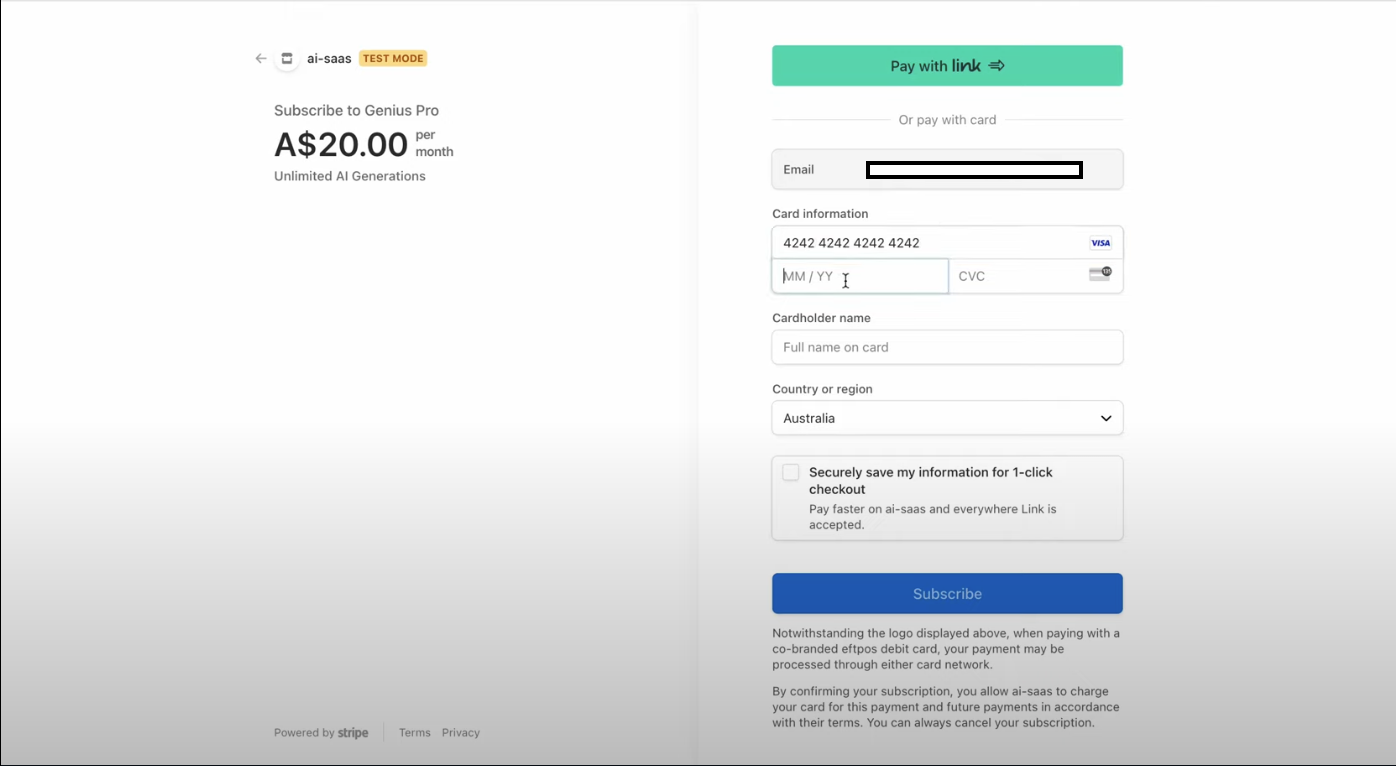 ai-saas TEST MODE
Subscribe to Genius Pro
A$20.00 per
month
Unlimited AI Generations
Powered by stripe
Terms Privacy
Pay with link
Or pay with card
Email
Card information
4242 4242 4242 4242 VISA
MM / YY CVC
Cardholder name
Full name on card
Country or region
Australia
Securely save my information for 1-click
checkout
Pay faster on ai-saas and everywhere Link is
accepted.
Subscribe
Notwithstanding the logo displayed above, when paying with a
co-branded eftpos debit card, your payment may be
processed through either card network.
By confirming your subscription, you allow ai-saas to charge
your card for this payment and future payments in accordance
with their terms. You can always cancel your subscription.